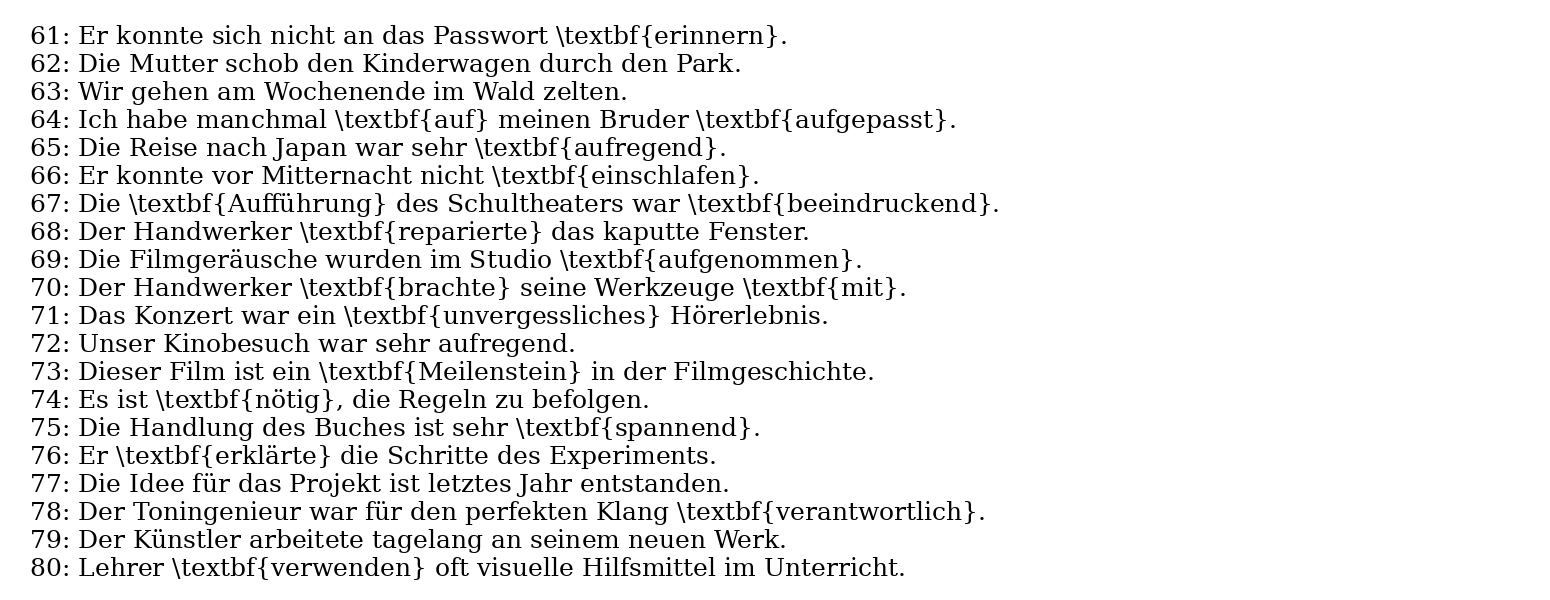 61: Er konnte sich nicht an das Passwort \textbf{erinnern}.
62: Die Mutter schob den Kinderwagen durch den Park.
63: Wir gehen am Wochenende im Wald zelten.
64: Ich habe manchmal \textbf{auf} meinen Bruder \textbf{aufgepasst}.
65: Die Reise nach Japan war sehr \textbf{aufregend}.
66: Er konnte vor Mitternacht nicht \textbf{einschlafen}.
67: Die \textbf{Aufführung} des Schultheaters war \textbf{beeindruckend}.
68: Der Handwerker \textbf{reparierte} das kaputte Fenster.
69: Die Filmgeräusche wurden im Studio \textbf{aufgenommen}.
70: Der Handwerker \textbf{brachte} seine Werkzeuge \textbf{mit}.
71: Das Konzert war ein \textbf{unvergessliches} Hörerlebnis.
72: Unser Kinobesuch war sehr aufregend.
73: Dieser Film ist ein \textbf{Meilenstein} in der Filmgeschichte.
74: Es ist \textbf{nötig}, die Regeln zu befolgen.
75: Die Handlung des Buches ist sehr \textbf{spannend}.
76: Er \textbf{erklärte} die Schritte des Experiments.
77: Die Idee für das Projekt ist letztes Jahr entstanden.
78: Der Toningenieur war für den perfekten Klang \textbf{verantwortlich}.
79: Der Künstler arbeitete tagelang an seinem neuen Werk.
80: Lehrer \textbf{verwenden} oft visuelle Hilfsmittel im Unterricht.